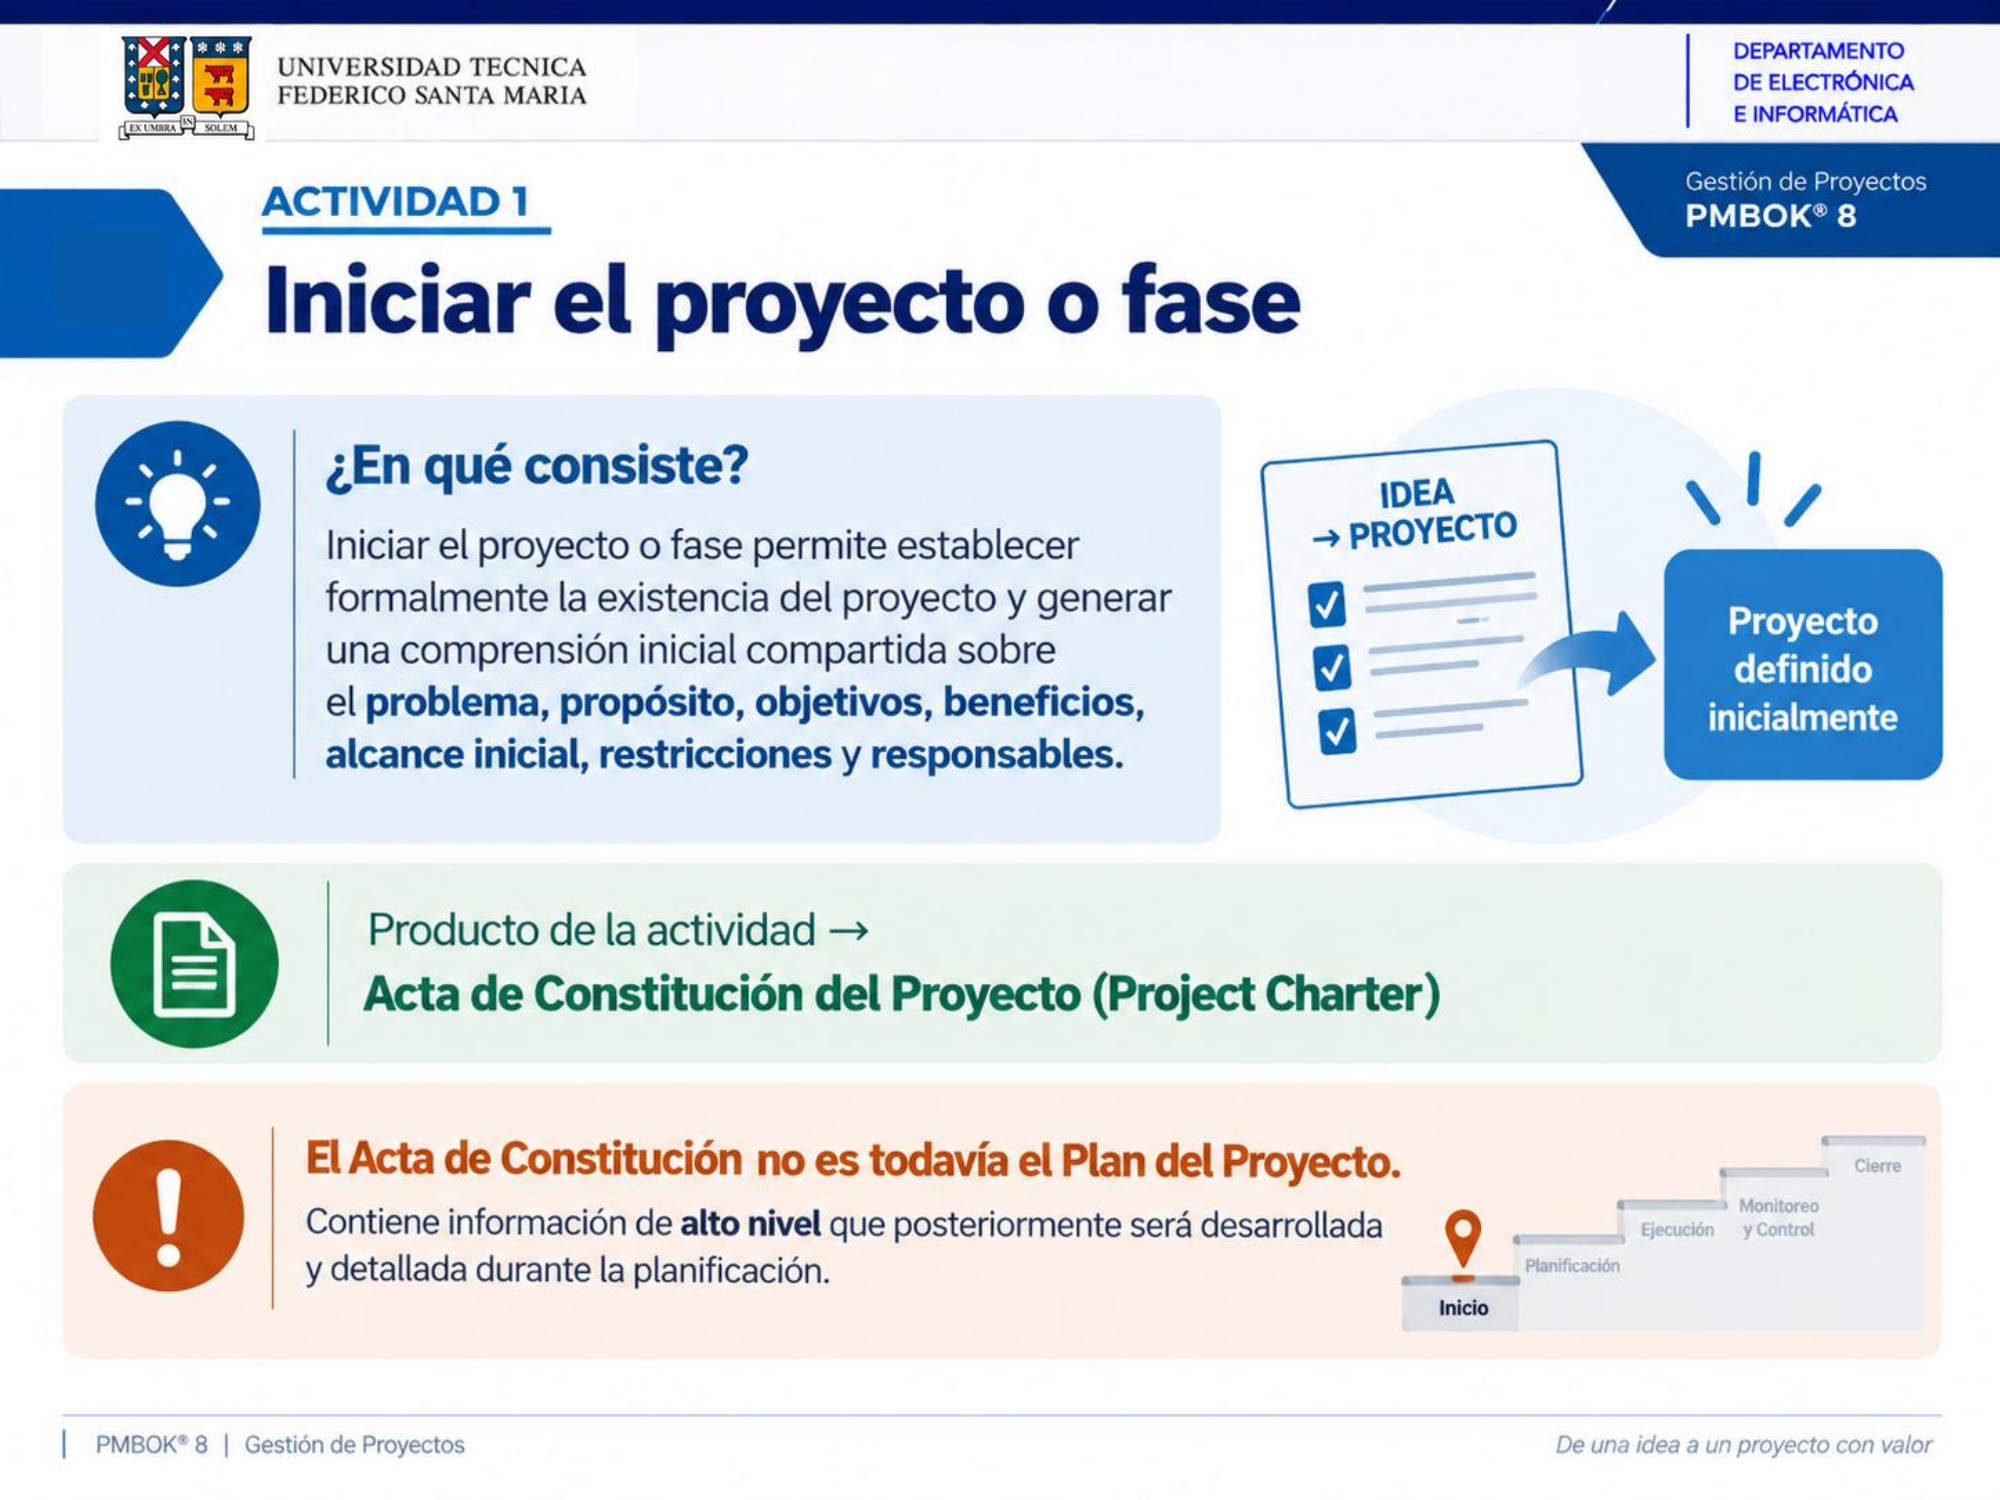 UNIVERSIDAD TECNICA
FEDERICO SANTA MARIA
EX UMBRA IN SOLEM
DEPARTAMENTO
DE ELECTRÓNICA
E INFORMÁTICA
Gestión de Proyectos
PMBOK® 8
ACTIVIDAD 1
Iniciar el proyecto o fase
¿En qué consiste?
Iniciar el proyecto o fase permite establecer
formalmente la existencia del proyecto y generar
una comprensión inicial compartida sobre
el problema, propósito, objetivos, beneficios,
alcance inicial, restricciones y responsables.
IDEA
→ PROYECTO
Proyecto
definido
inicialmente
Producto de la actividad →
Acta de Constitución del Proyecto (Project Charter)
El Acta de Constitución no es todavía el Plan del Proyecto.
Contiene información de alto nivel que posteriormente será desarrollada
y detallada durante la planificación.
Inicio
Planificación
Ejecución
Monitoreo
y Control
Cierre
PMBOK® 8 | Gestión de Proyectos
De una idea a un proyecto con valor